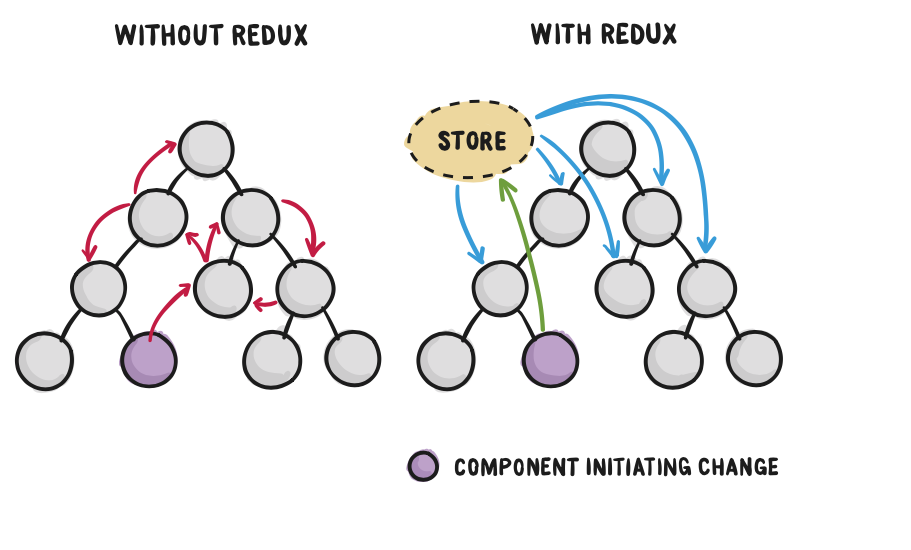 WITHOUT REDUX
WITH REDUX
STORE
COMPONENT INITIATING CHANGE